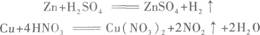 Zn+H₂SO₄ ═══ ZnSO₄+H₂↑
Cu+4HNO₃ ═══ Cu(NO₃)₂+2NO₂↑+2H₂O